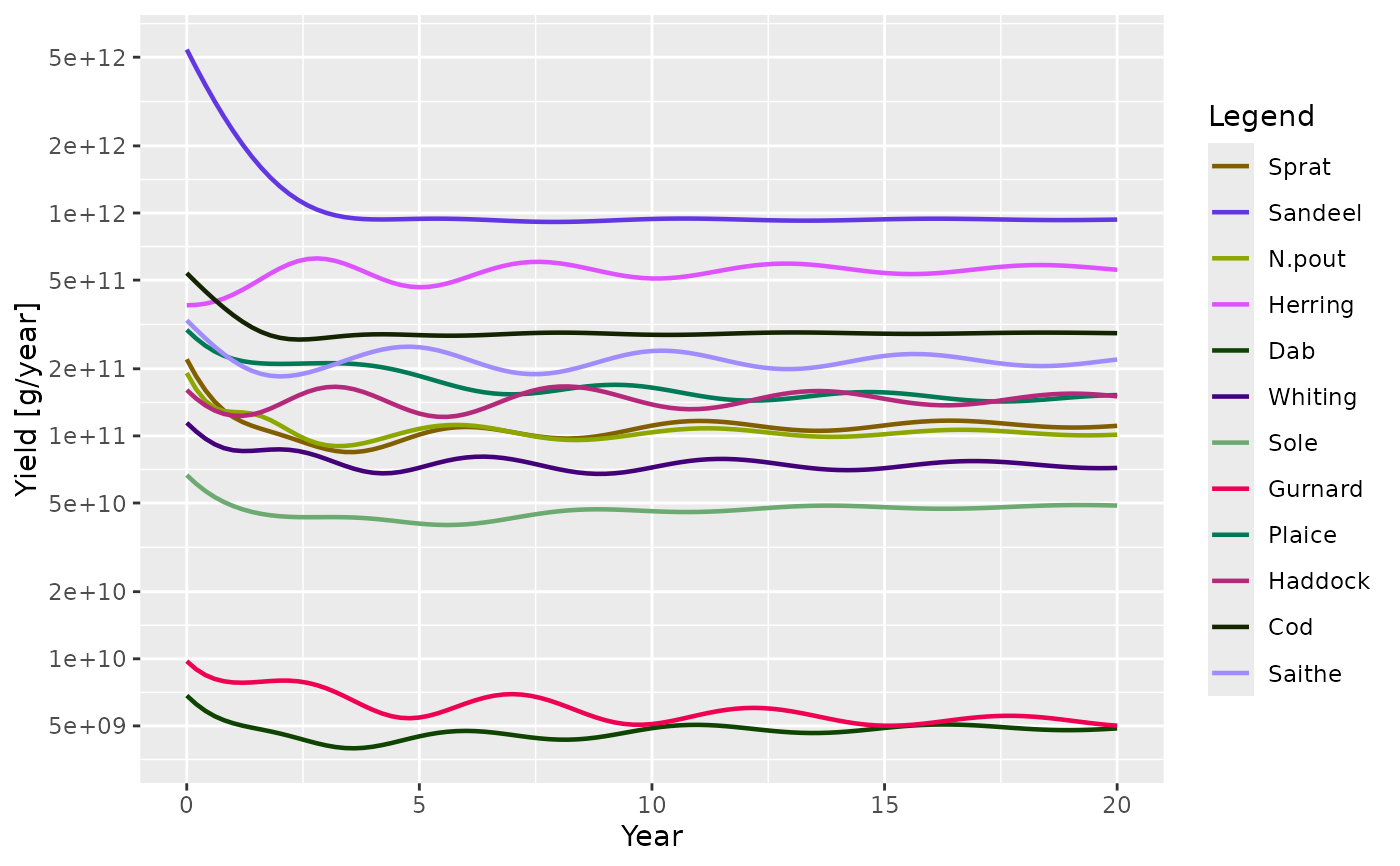 5e+12
2e+12
1e+12
5e+11
2e+11
1e+11
5e+10
2e+10
1e+10
5e+09
Yield [g/year]
0 5 10 15 20
Year
Legend
Sprat
Sandeel
N.pout
Herring
Dab
Whiting
Sole
Gurnard
Plaice
Haddock
Cod
Saithe